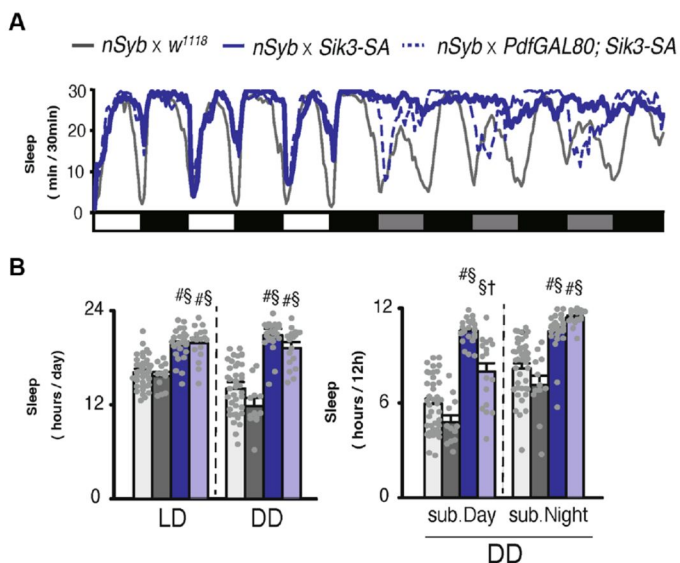 A
nSyb x w1118 nSyb x Sik3-SA nSyb x PdfGAL80; Sik3-SA
Sleep
( min / 30min )
30
20
10
0
B
Sleep
( hours / day )
24
12
0
#§ #§ #§ #§
LD DD
Sleep
( hours / 12h )
12
6
0
#§ §† #§ #§
sub.Day sub.Night
DD